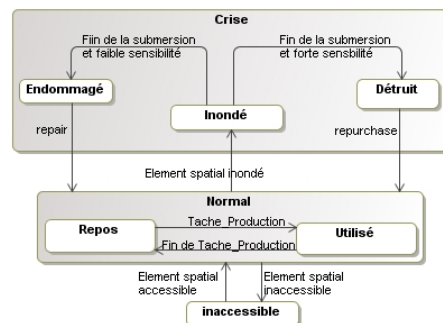 Crise
Fiin de la submersion
et faible sensibilité
Fin de la submersion
et forte sensbilité
Endommagé
Inondé
Détruit
repair
repurchase
Element spatial inondé
Normal
Repos
Tache_Production
Fin de Tache_Production
Utilisé
Element spatial
accessible
Element spatial
inaccessible
inaccessible